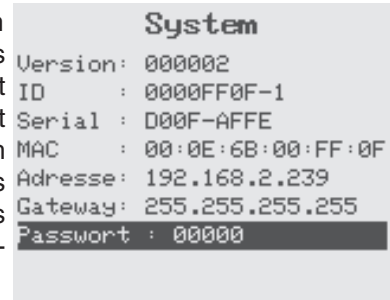 System
Version: 000002
ID : 0000FF0F-1
Serial : D00F-AFFE
MAC : 00:0E:6B:00:FF:0F
Adresse: 192.168.2.239
Gateway: 255.255.255.255
Passwort : 00000